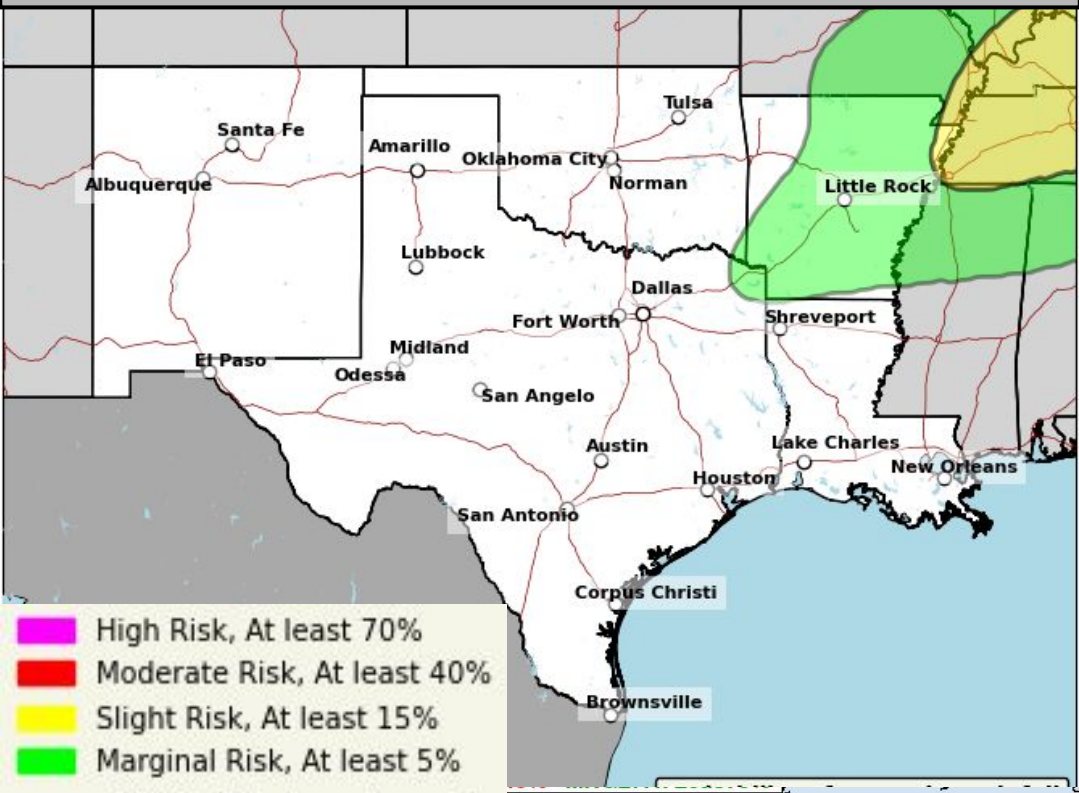 Tulsa
Santa Fe
Amarillo
Oklahoma City
Albuquerque
Norman
Little Rock
Lubbock
Dallas
Fort Worth
Shreveport
Midland
El Paso
Odessa
San Angelo
Austin
Lake Charles
New Orleans
Houston
San Antonio
Corpus Christi
Brownsville
High Risk, At least 70%
Moderate Risk, At least 40%
Slight Risk, At least 15%
Marginal Risk, At least 5%